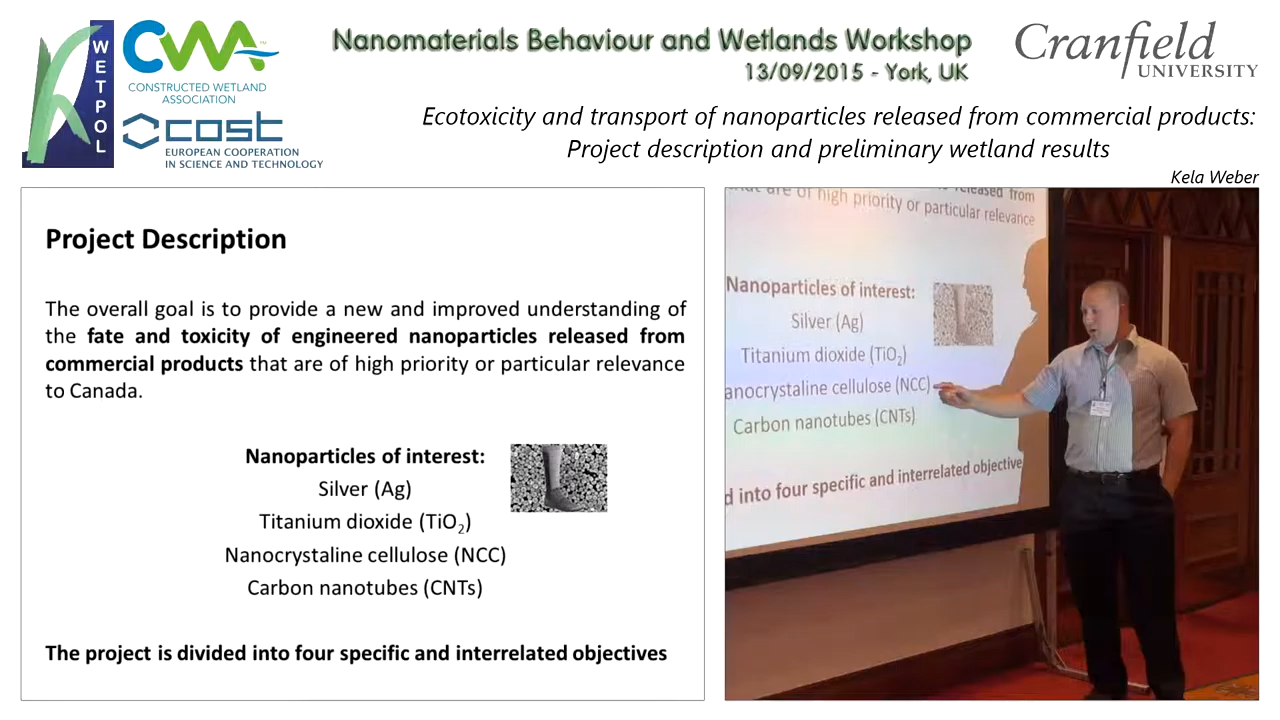 WETPOL
CWA
CONSTRUCTED WETLAND
ASSOCIATION
cost
EUROPEAN COOPERATION
IN SCIENCE AND TECHNOLOGY
Nanomaterials Behaviour and Wetlands Workshop
13/09/2015 - York, UK
Cranfield
UNIVERSITY
Ecotoxicity and transport of nanoparticles released from commercial products:
Project description and preliminary wetland results
Kela Weber
Project Description
The overall goal is to provide a new and improved understanding of
the fate and toxicity of engineered nanoparticles released from
commercial products that are of high priority or particular relevance
to Canada.
Nanoparticles of interest:
Silver (Ag)
Titanium dioxide (TiO2)
Nanocrystaline cellulose (NCC)
Carbon nanotubes (CNTs)
The project is divided into four specific and interrelated objectives
released from
that are of high priority or particular relevance
Nanoparticles of interest:
Silver (Ag)
Titanium dioxide (TiO2)
anocrystaline cellulose (NCC)
Carbon nanotubes (CNTs)
d into four specific and interrelated objective